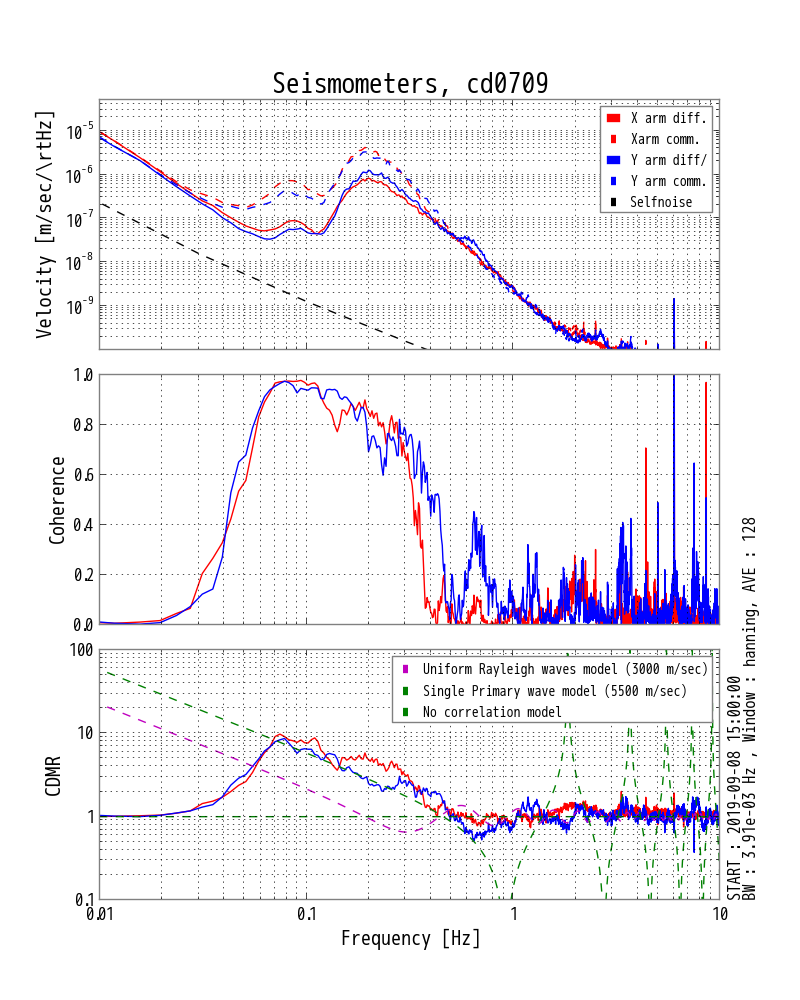 Seismometers, cd0709
Velocity [m/sec/\rtHz]
10^-5
10^-6
10^-7
10^-8
10^-9
X arm diff.
Xarm comm.
Y arm diff/
Y arm comm.
Selfnoise
Coherence
1.0
0.8
0.6
0.4
0.2
0.0
CDMR
100
10
1
0.1
Uniform Rayleigh waves model (3000 m/sec)
Single Primary wave model (5500 m/sec)
No correlation model
0.01
0.1
1
10
Frequency [Hz]
START : 2019-09-08 15:00:00
BW : 3.91e-03 Hz , Window : hanning, AVE : 128